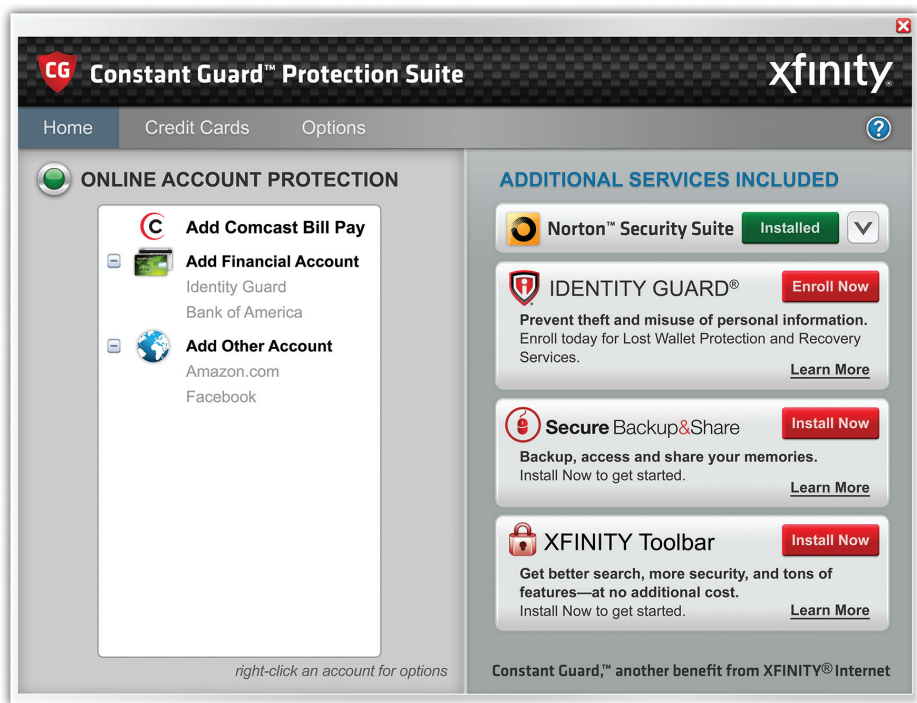 CG Constant Guard™ Protection Suite
xfinity®
Home Credit Cards Options ?
ONLINE ACCOUNT PROTECTION
C Add Comcast Bill Pay
Add Financial Account
Identity Guard
Bank of America
Add Other Account
Amazon.com
Facebook
right-click an account for options
ADDITIONAL SERVICES INCLUDED
Norton™ Security Suite Installed
IDENTITY GUARD® Enroll Now
Prevent theft and misuse of personal information.
Enroll today for Lost Wallet Protection and Recovery
Services.
Learn More
Secure Backup&Share Install Now
Backup, access and share your memories.
Install Now to get started.
Learn More
XFINITY Toolbar Install Now
Get better search, more security, and tons of
features—at no additional cost.
Install Now to get started.
Learn More
Constant Guard,™ another benefit from XFINITY® Internet